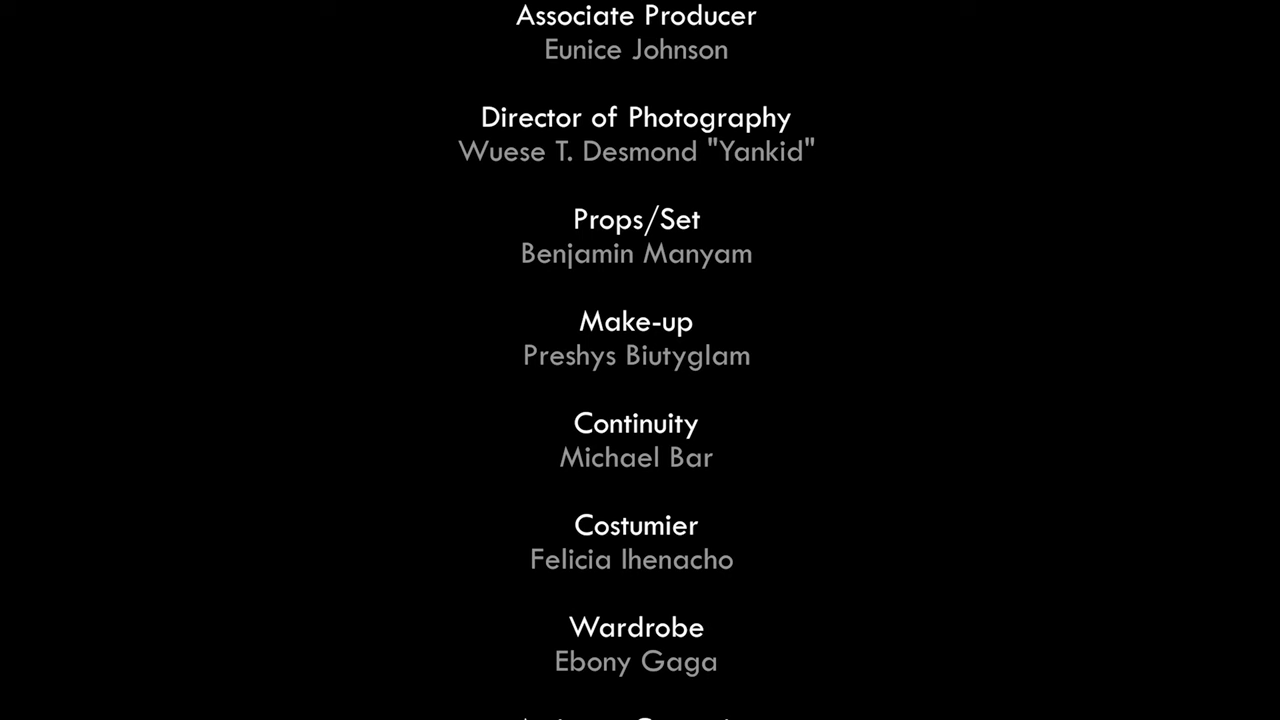 Associate Producer
Eunice Johnson
Director of Photography
Wuese T. Desmond "Yankid"
Props/Set
Benjamin Manyam
Make-up
Preshys Biutyglam
Continuity
Michael Bar
Costumier
Felicia Ihenacho
Wardrobe
Ebony Gaga